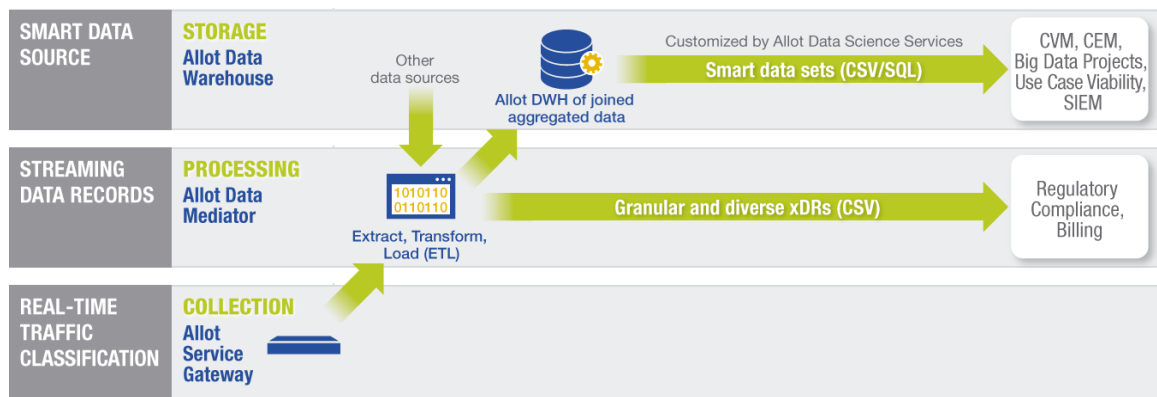 SMART DATA
SOURCE
STORAGE
Allot Data
Warehouse
Other
data sources
Allot DWH of joined
aggregated data
Customized by Allot Data Science Services
Smart data sets (CSV/SQL)
CVM, CEM,
Big Data Projects,
Use Case Viability,
SIEM
STREAMING
DATA RECORDS
PROCESSING
Allot Data
Mediator
1010110
0110110
Extract, Transform,
Load (ETL)
Granular and diverse xDRs (CSV)
Regulatory
Compliance,
Billing
REAL-TIME
TRAFFIC
CLASSIFICATION
COLLECTION
Allot
Service
Gateway